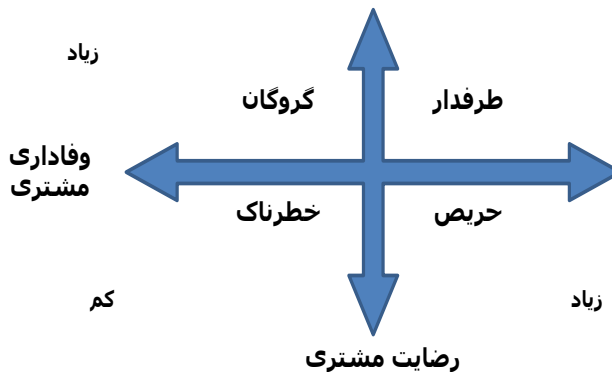 زیاد
طرفدار
گروگان
وفاداری
مشتری
حریص
خطرناک
زیاد
کم
رضایت مشتری